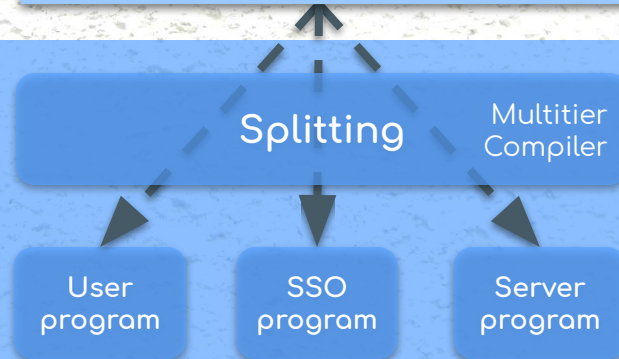 Splitting
Multitier
Compiler
User
program
SSO
program
Server
program